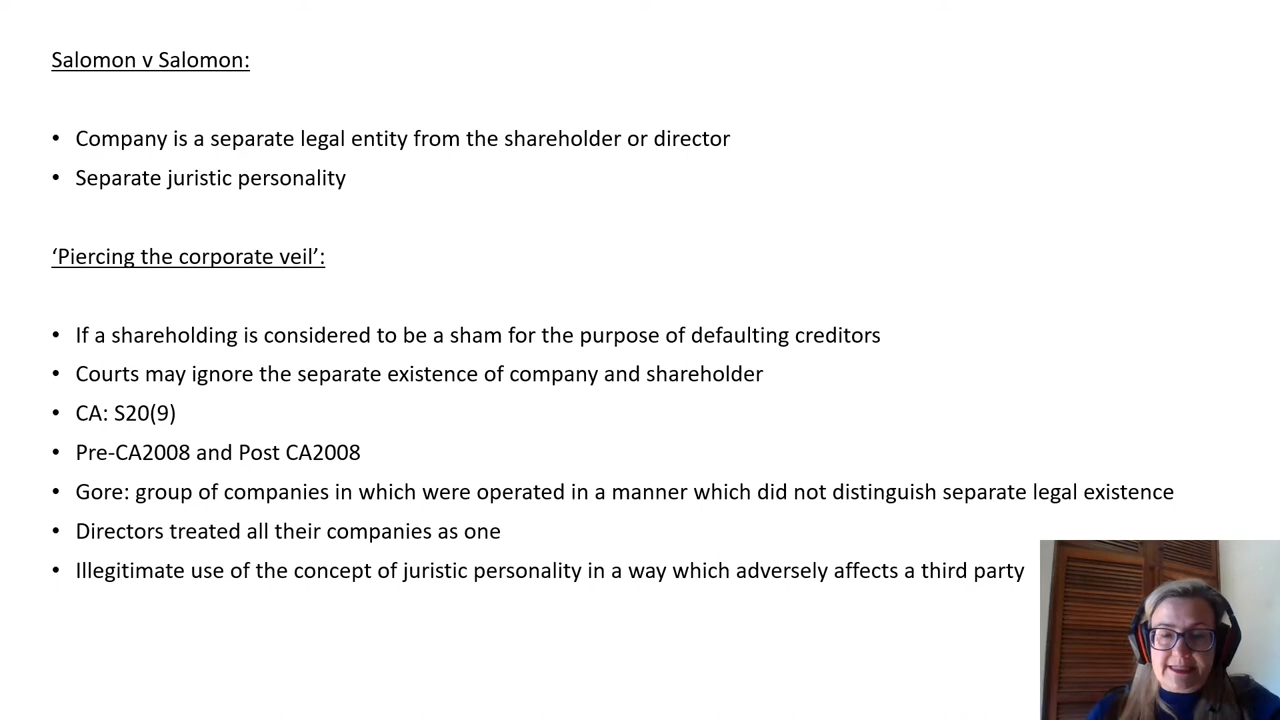 Salomon v Salomon:
• Company is a separate legal entity from the shareholder or director
• Separate juristic personality
‘Piercing the corporate veil’:
• If a shareholding is considered to be a sham for the purpose of defaulting creditors
• Courts may ignore the separate existence of company and shareholder
• CA: S20(9)
• Pre-CA2008 and Post CA2008
• Gore: group of companies in which were operated in a manner which did not distinguish separate legal existence
• Directors treated all their companies as one
• Illegitimate use of the concept of juristic personality in a way which adversely affects a third party